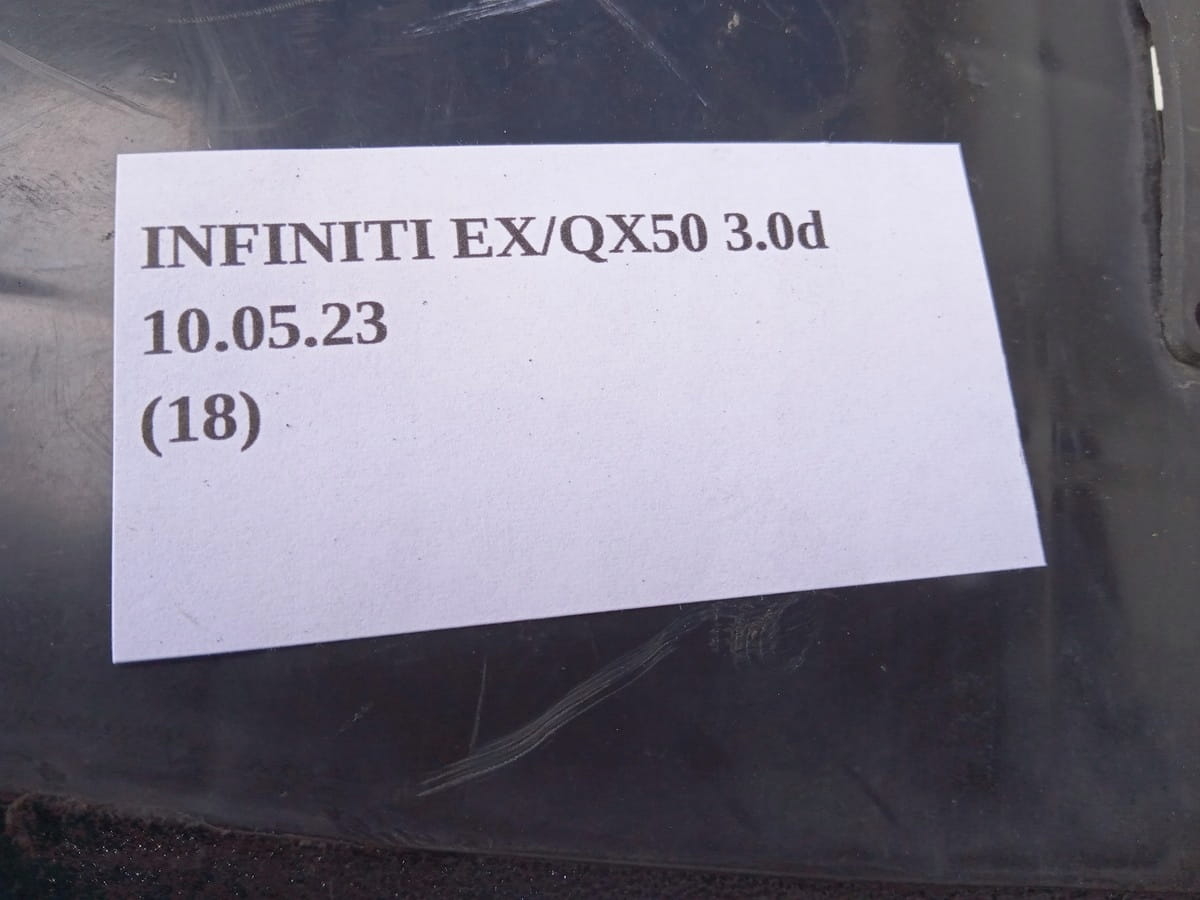 INFINITI EX/QX50 3.0d
10.05.23
(18)